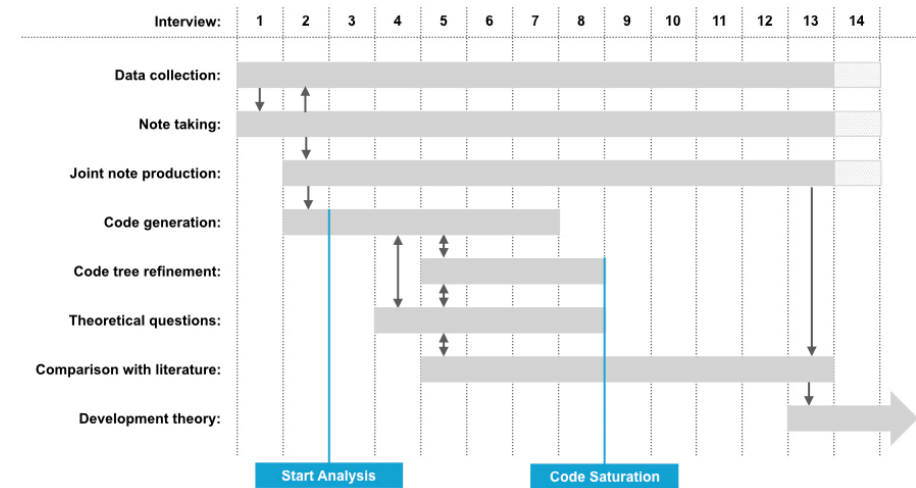 Interview: 1 2 3 4 5 6 7 8 9 10 11 12 13 14
Data collection:
Note taking:
Joint note production:
Code generation:
Code tree refinement:
Theoretical questions:
Comparison with literature:
Development theory:
Start Analysis Code Saturation